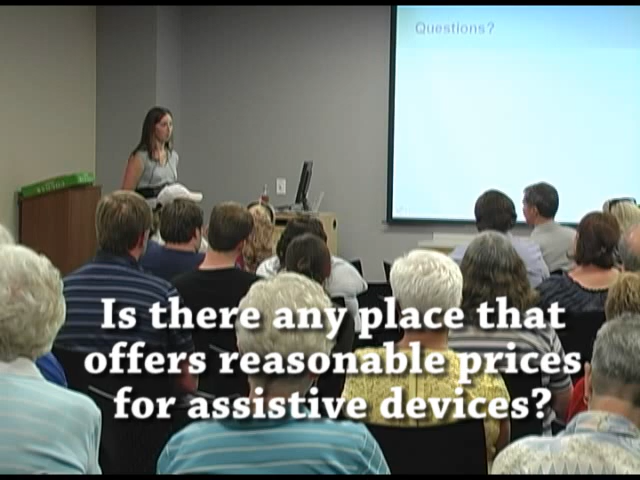 Questions?
Is there any place that
offers reasonable prices
for assistive devices?